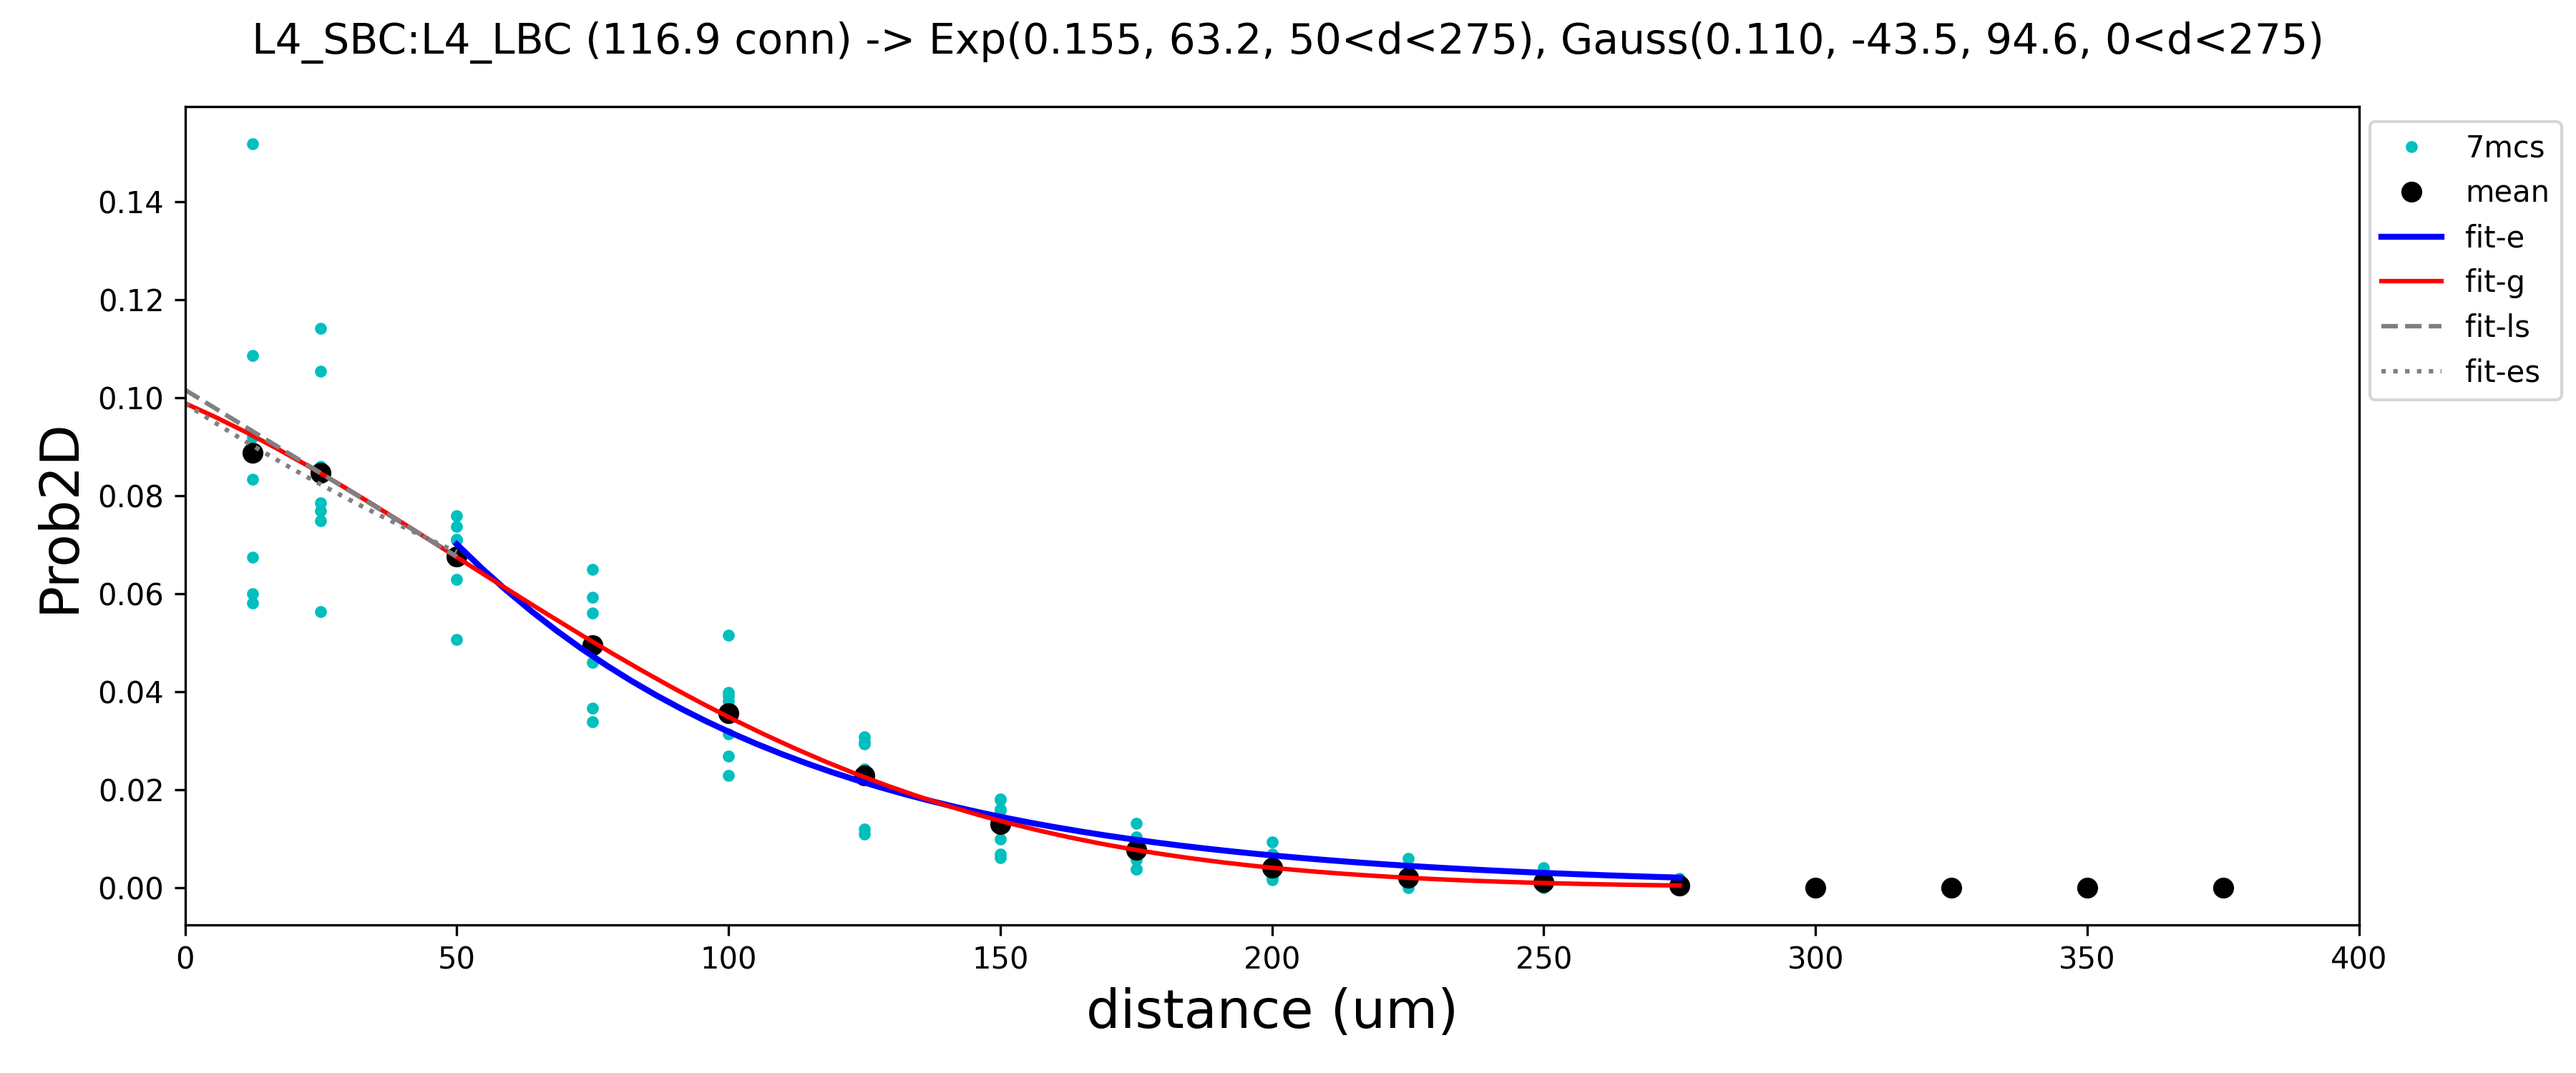 L4_SBC:L4_LBC (116.9 conn) -> Exp(0.155, 63.2, 50<d<275), Gauss(0.110, -43.5, 94.6, 0<d<275)
7mcs
mean
fit-e
fit-g
fit-ls
fit-es
Prob2D
0.14
0.12
0.10
0.08
0.06
0.04
0.02
0.00
0 50 100 150 200 250 300 350 400
distance (um)